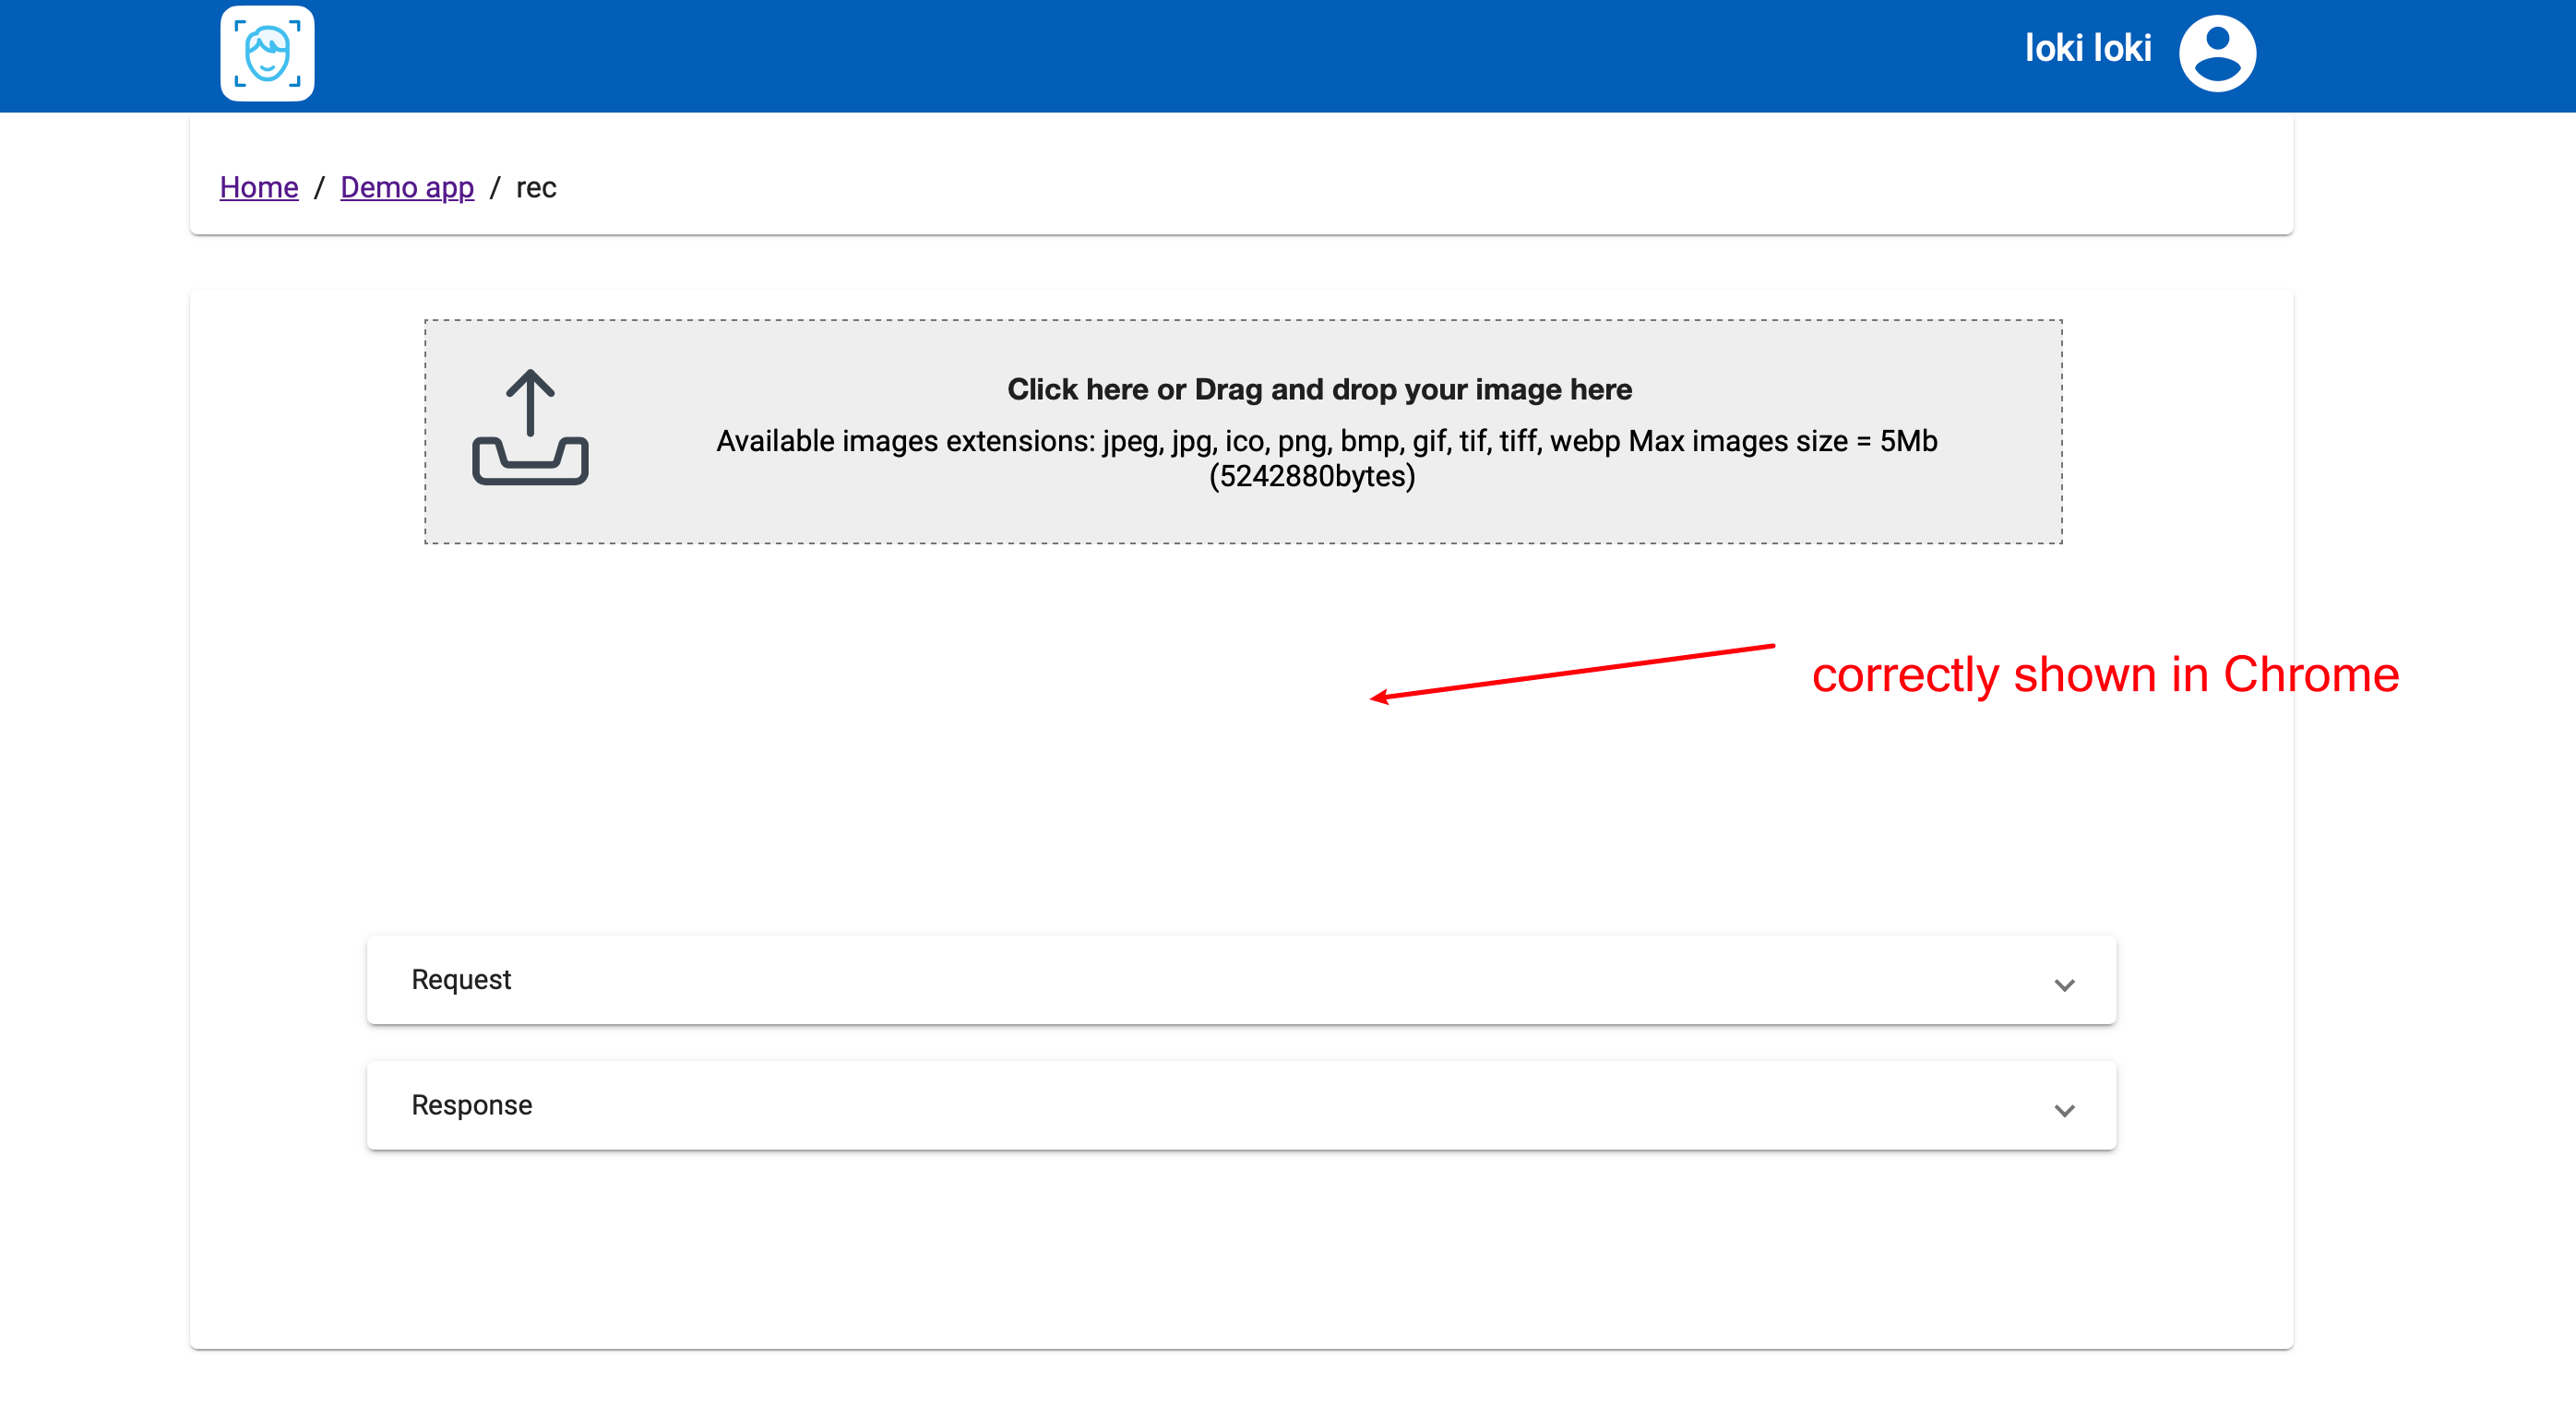 loki loki
Home / Demo app / rec
Click here or Drag and drop your image here
Available images extensions: jpeg, jpg, ico, png, bmp, gif, tif, tiff, webp Max images size = 5Mb
(5242880bytes)
correctly shown in Chrome
Request
Response